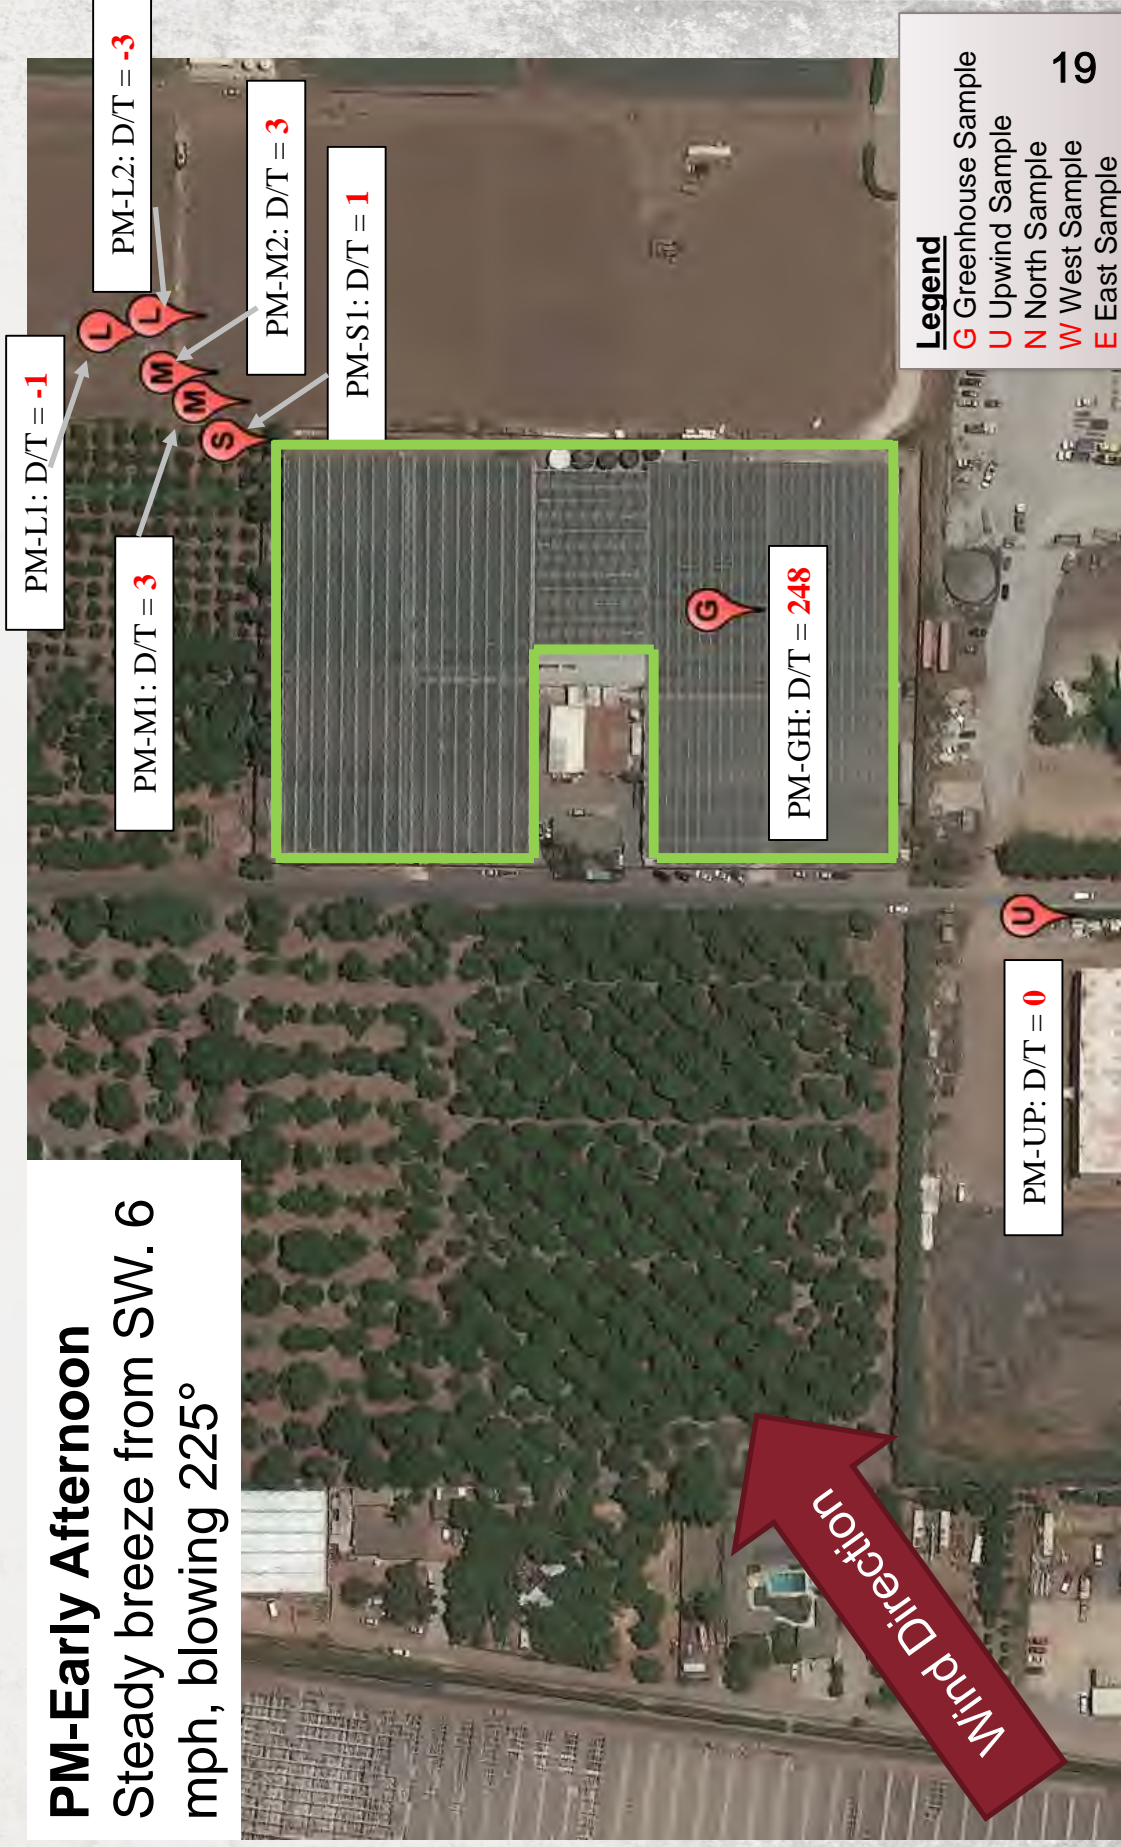 PM-Early Afternoon
Steady breeze from SW. 6
mph, blowing 225°
PM-L1: D/T = -1
PM-L2: D/T = -3
PM-M1: D/T = 3
PM-M2: D/T = 3
PM-S1: D/T = 1
L
L
M
M
S
G
PM-GH: D/T = 248
U
PM-UP: D/T = 0
Wind Direction
Legend
G Greenhouse Sample
U Upwind Sample
N North Sample
W West Sample
E East Sample
19